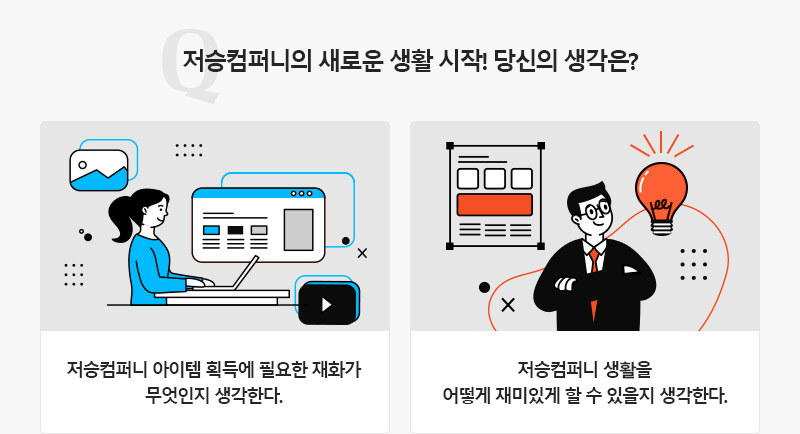 Q
저승컴퍼니의 새로운 생활 시작! 당신의 생각은?
저승컴퍼니 아이템 획득에 필요한 재화가
무엇인지 생각한다.
저승컴퍼니 생활을
어떻게 재미있게 할 수 있을지 생각한다.